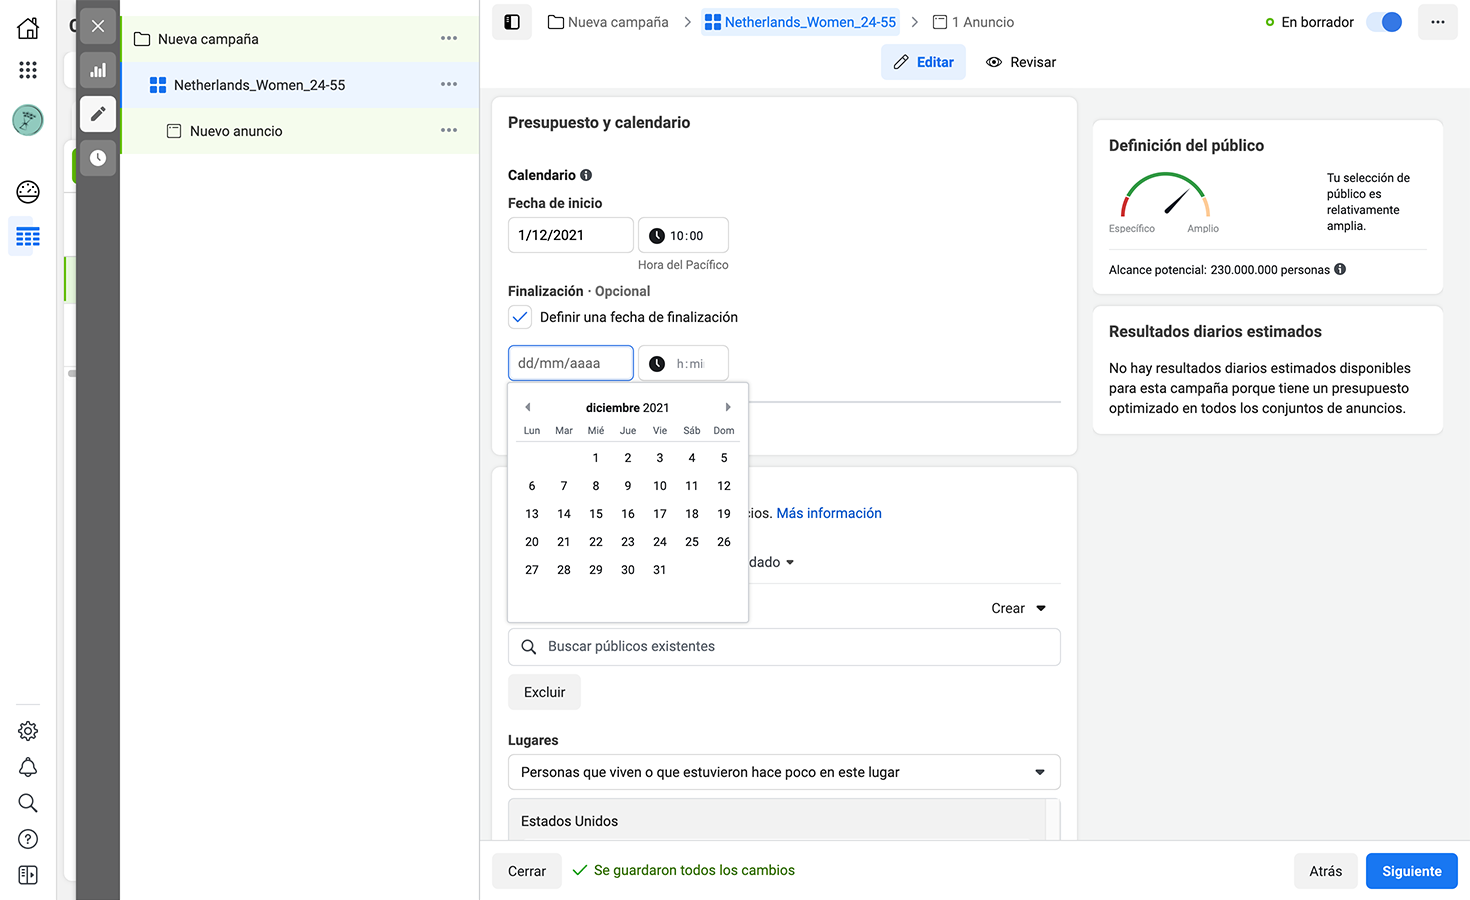 Nueva campaña
Netherlands_Women_24-55
Nuevo anuncio
Nueva campaña
Netherlands_Women_24-55
1 Anuncio
En borrador
Editar
Revisar
Presupuesto y calendario
Calendario
Fecha de inicio
1/12/2021
10:00
Hora del Pacífico
Finalización · Opcional
Definir una fecha de finalización
dd/mm/aaaa
h:mi
diciembre 2021
Lun Mar Mié Jue Vie Sáb Dom
1 2 3 4 5
6 7 8 9 10 11 12
13 14 15 16 17 18 19
20 21 22 23 24 25 26
27 28 29 30 31
cios. Más información
dado
Crear
Buscar públicos existentes
Excluir
Lugares
Personas que viven o que estuvieron hace poco en este lugar
Estados Unidos
Cerrar
Se guardaron todos los cambios
Atrás
Siguiente
Definición del público
Específico
Amplio
Tu selección de
público es
relativamente
amplia.
Alcance potencial: 230.000.000 personas
Resultados diarios estimados
No hay resultados diarios estimados disponibles
para esta campaña porque tiene un presupuesto
optimizado en todos los conjuntos de anuncios.